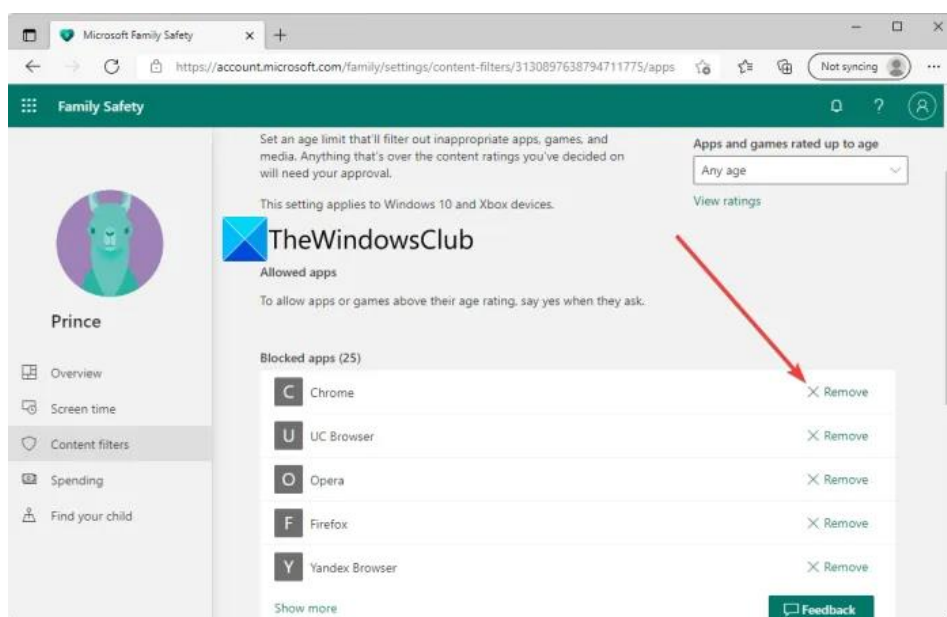 Microsoft Family Safety
https://account.microsoft.com/family/settings/content-filters/3130897638794711775/apps
Not syncing
Family Safety
?
Set an age limit that'll filter out inappropriate apps, games, and
media. Anything that's over the content ratings you've decided on
will need your approval.
This setting applies to Windows 10 and Xbox devices.
Apps and games rated up to age
Any age
View ratings
TheWindowsClub
Allowed apps
To allow apps or games above their age rating, say yes when they ask.
Prince
Overview
Screen time
Content filters
Spending
Find your child
Blocked apps (25)
C Chrome Remove
U UC Browser Remove
O Opera Remove
F Firefox Remove
Y Yandex Browser Remove
Show more
Feedback